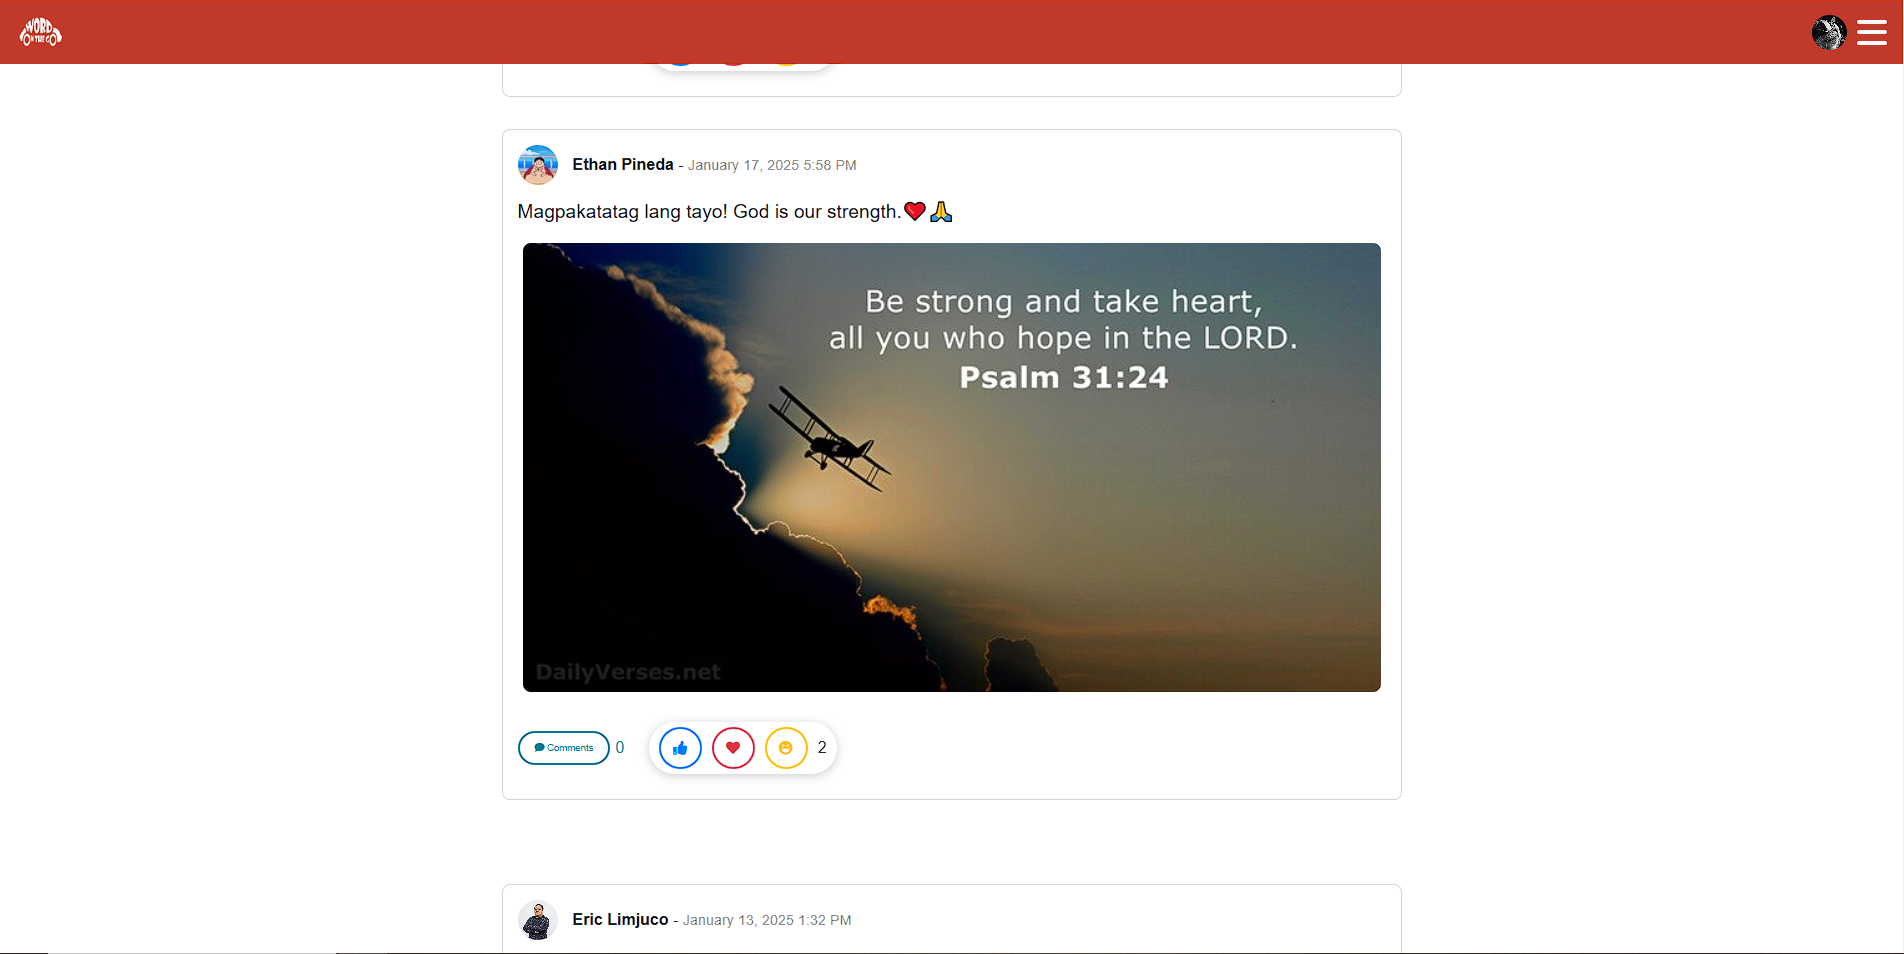 WORD
ON THE GO
Ethan Pineda - January 17, 2025 5:58 PM
Magpakatatag lang tayo! God is our strength.❤️🙏
Be strong and take heart,
all you who hope in the LORD.
Psalm 31:24
DailyVerses.net
Comments 0 2
Eric Limjuco - January 13, 2025 1:32 PM